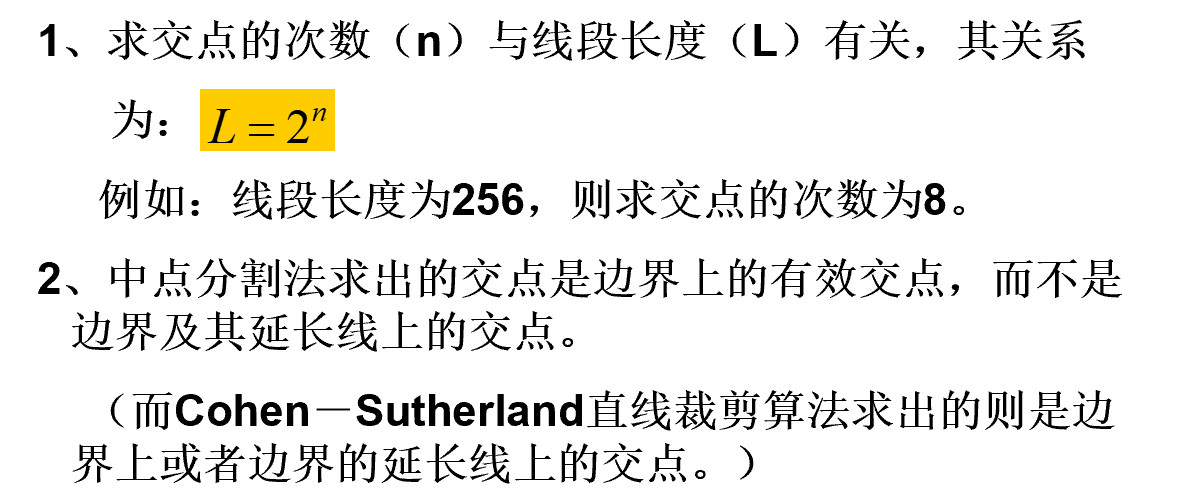 1、求交点的次数（n）与线段长度（L）有关，其关系
为：L = 2ⁿ
例如：线段长度为256，则求交点的次数为8。
2、中点分割法求出的交点是边界上的有效交点，而不是
边界及其延长线上的交点。
（而Cohen－Sutherland直线裁剪算法求出的则是边
界上或者边界的延长线上的交点。）